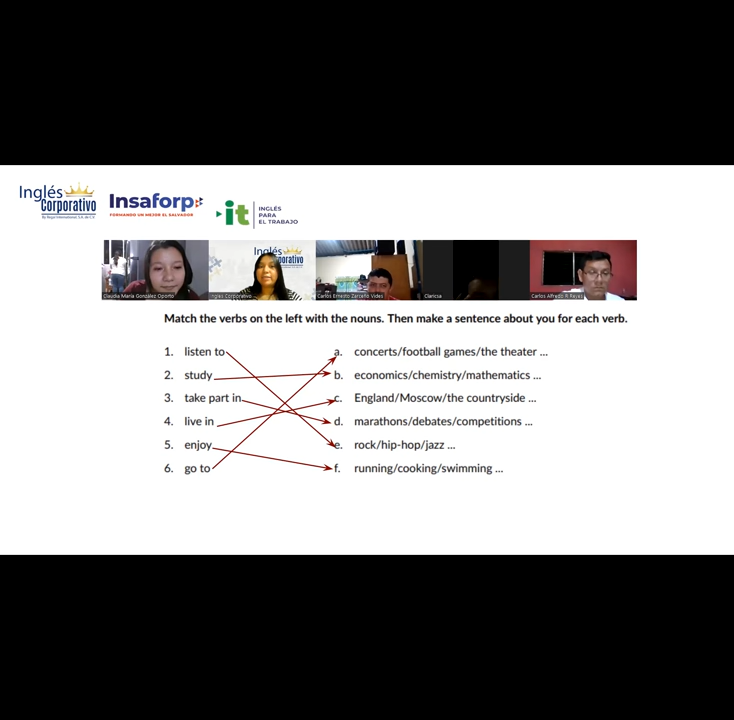 Inglés
Corporativo
Insaforp
FORMANDO UN MEJOR EL SALVADOR
it
INGLÉS
PARA
EL TRABAJO
Inglés
porativo
Claudia María González Oporto
Inglés Corporativo
Carlos Ernesto Zarceño Vides
Claricsa
Carlos Alfredo R Reyes
Match the verbs on the left with the nouns. Then make a sentence about you for each verb.
1. listen to
a. concerts/football games/the theater ...
2. study
b. economics/chemistry/mathematics ...
3. take part in
c. England/Moscow/the countryside ...
4. live in
d. marathons/debates/competitions ...
5. enjoy
e. rock/hip-hop/jazz ...
6. go to
f. running/cooking/swimming ...